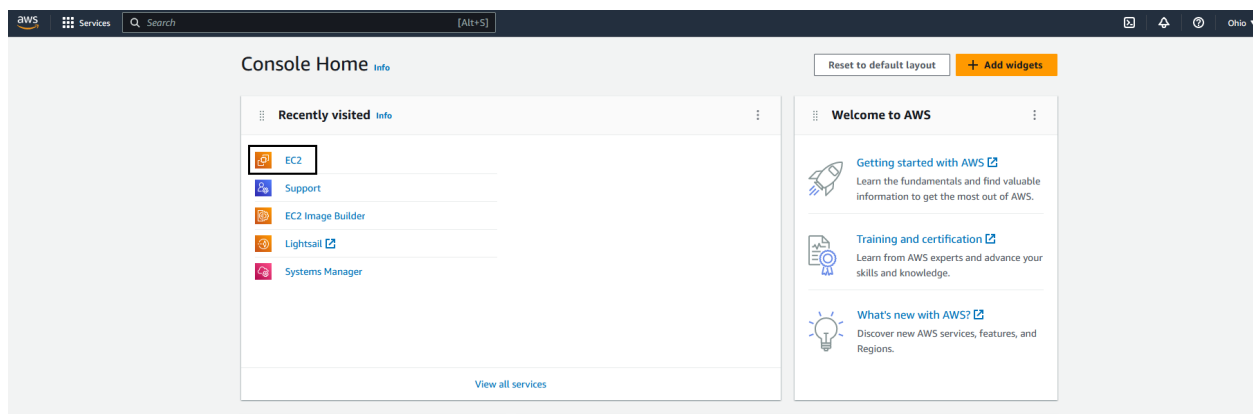 aws
Services
Search
[Alt+S]
Ohio
Console Home Info
Reset to default layout
+ Add widgets
Recently visited Info
EC2
Support
EC2 Image Builder
Lightsail
Systems Manager
View all services
Welcome to AWS
Getting started with AWS
Learn the fundamentals and find valuable
information to get the most out of AWS.
Training and certification
Learn from AWS experts and advance your
skills and knowledge.
What's new with AWS?
Discover new AWS services, features, and
Regions.